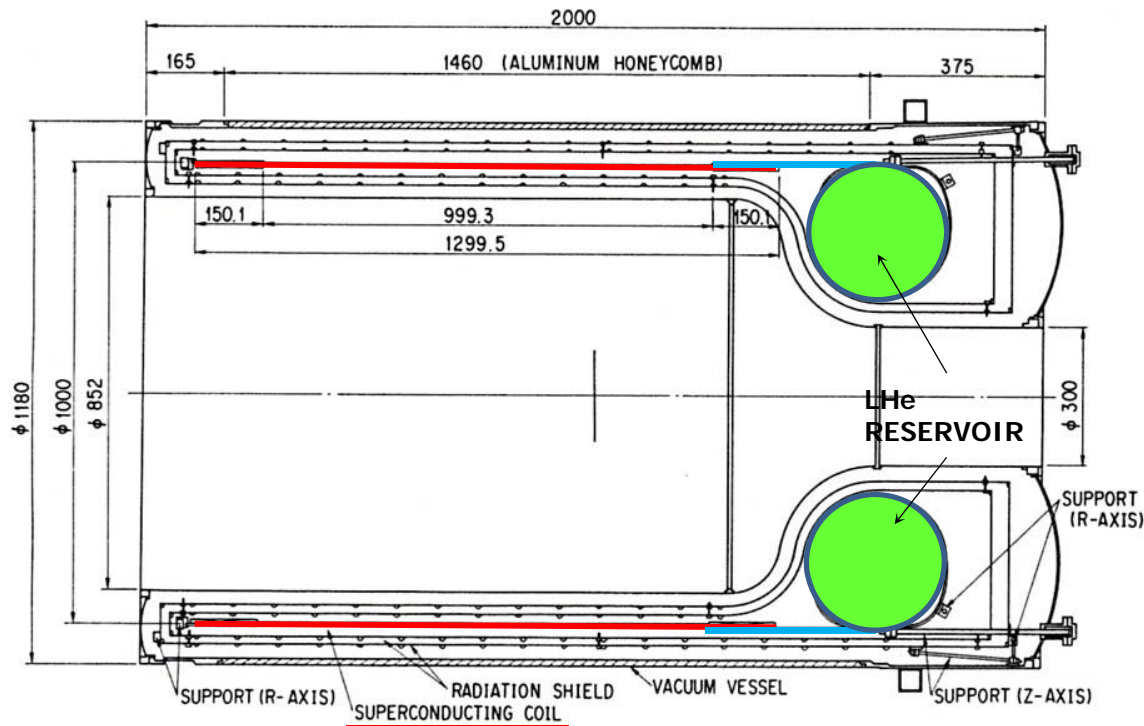 2000
165
1460 (ALUMINUM HONEYCOMB)
375
150.1
999.3
150.1
1299.5
ϕ1180
ϕ1000
ϕ852
ϕ300
LHe
RESERVOIR
SUPPORT
(R-AXIS)
SUPPORT (R-AXIS)
RADIATION SHIELD
SUPERCONDUCTING COIL
VACUUM VESSEL
SUPPORT (Z-AXIS)